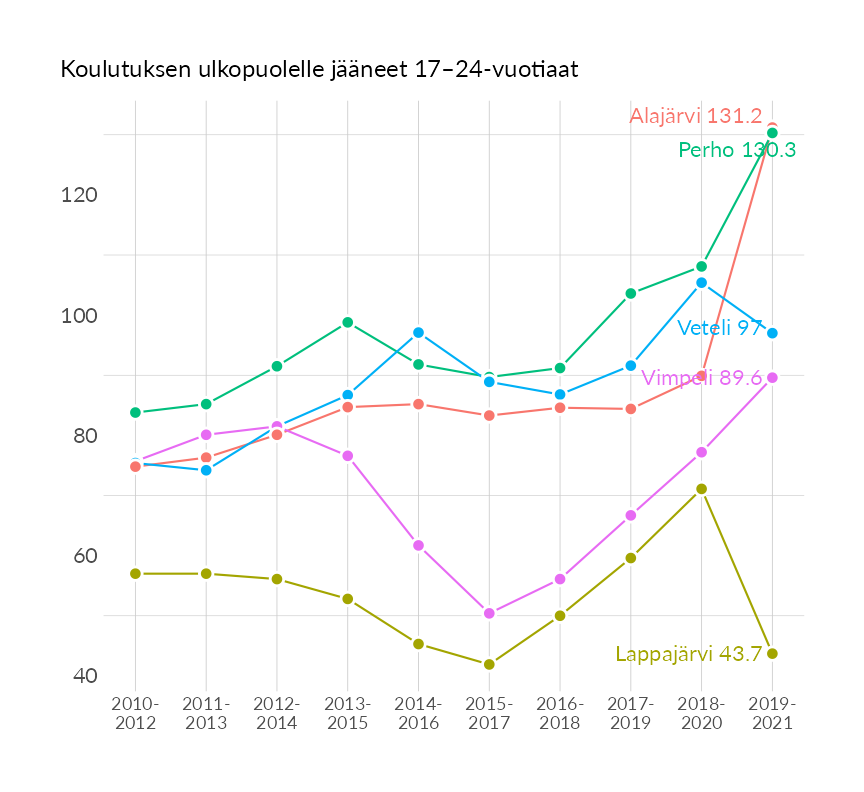 Koulutuksen ulkopuolelle jääneet 17–24-vuotiaat
Alajärvi 131.2
Perho 130.3
120
100
Veteli 97
Vimpeli 89.6
80
60
Lappajärvi 43.7
40
2010- 2011- 2012- 2013- 2014- 2015- 2016- 2017- 2018- 2019-
2012 2013 2014 2015 2016 2017 2018 2019 2020 2021